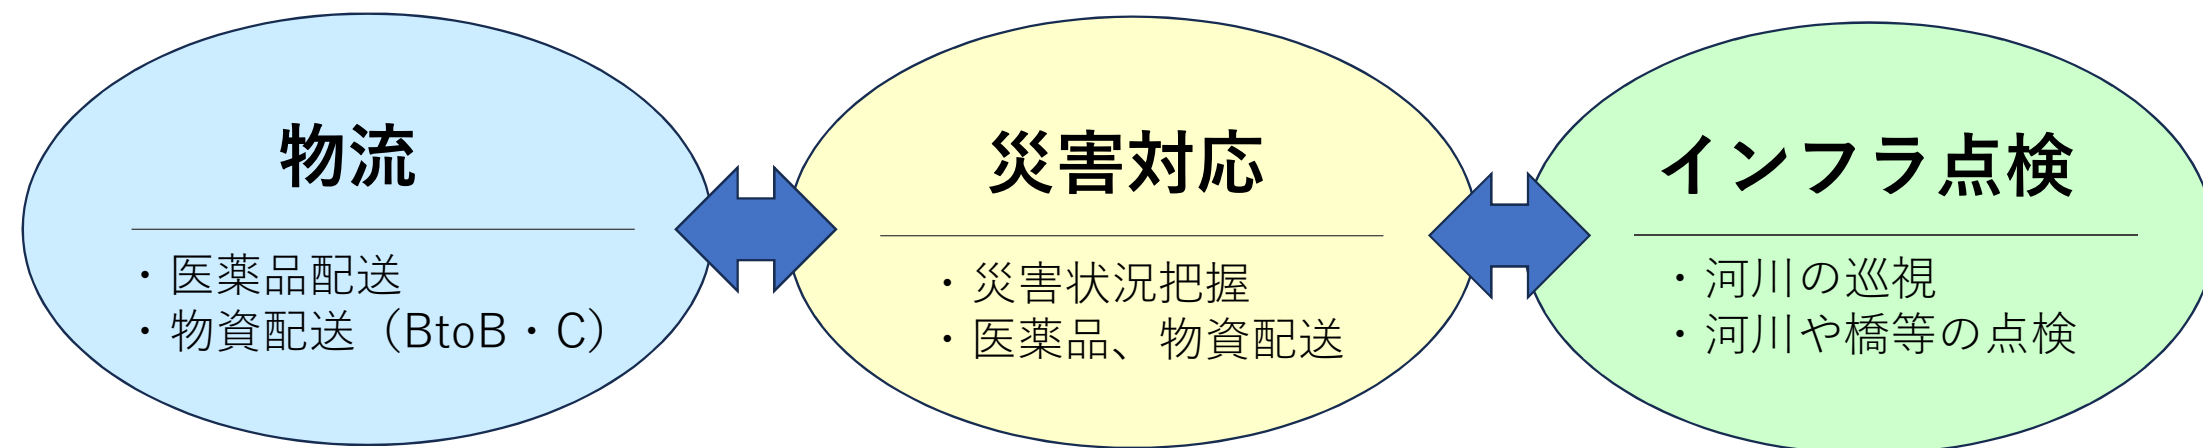 物流
・医薬品配送
・物資配送（BtoB・C）
災害対応
・災害状況把握
・医薬品、物資配送
インフラ点検
・河川の巡視
・河川や橋等の点検